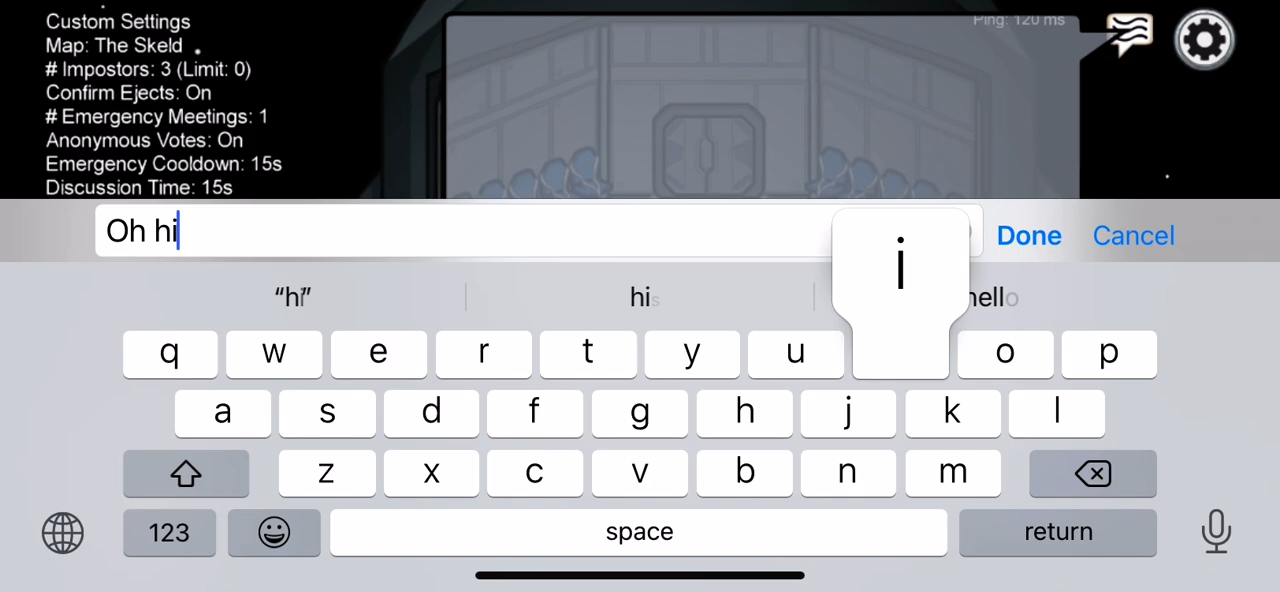 Custom Settings
Map: The Skeld
# Impostors: 3 (Limit: 0)
Confirm Ejects: On
# Emergency Meetings: 1
Anonymous Votes: On
Emergency Cooldown: 15s
Discussion Time: 15s
Ping: 120 ms
Oh hi
Done Cancel
i
"hi" his hello
q w e r t y u o p
a s d f g h j k l
z x c v b n m
123 space return